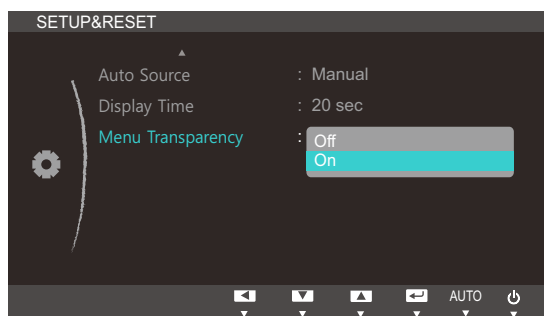 SETUP&RESET
Auto Source : Manual
Display Time : 20 sec
Menu Transparency :
Off
On
AUTO